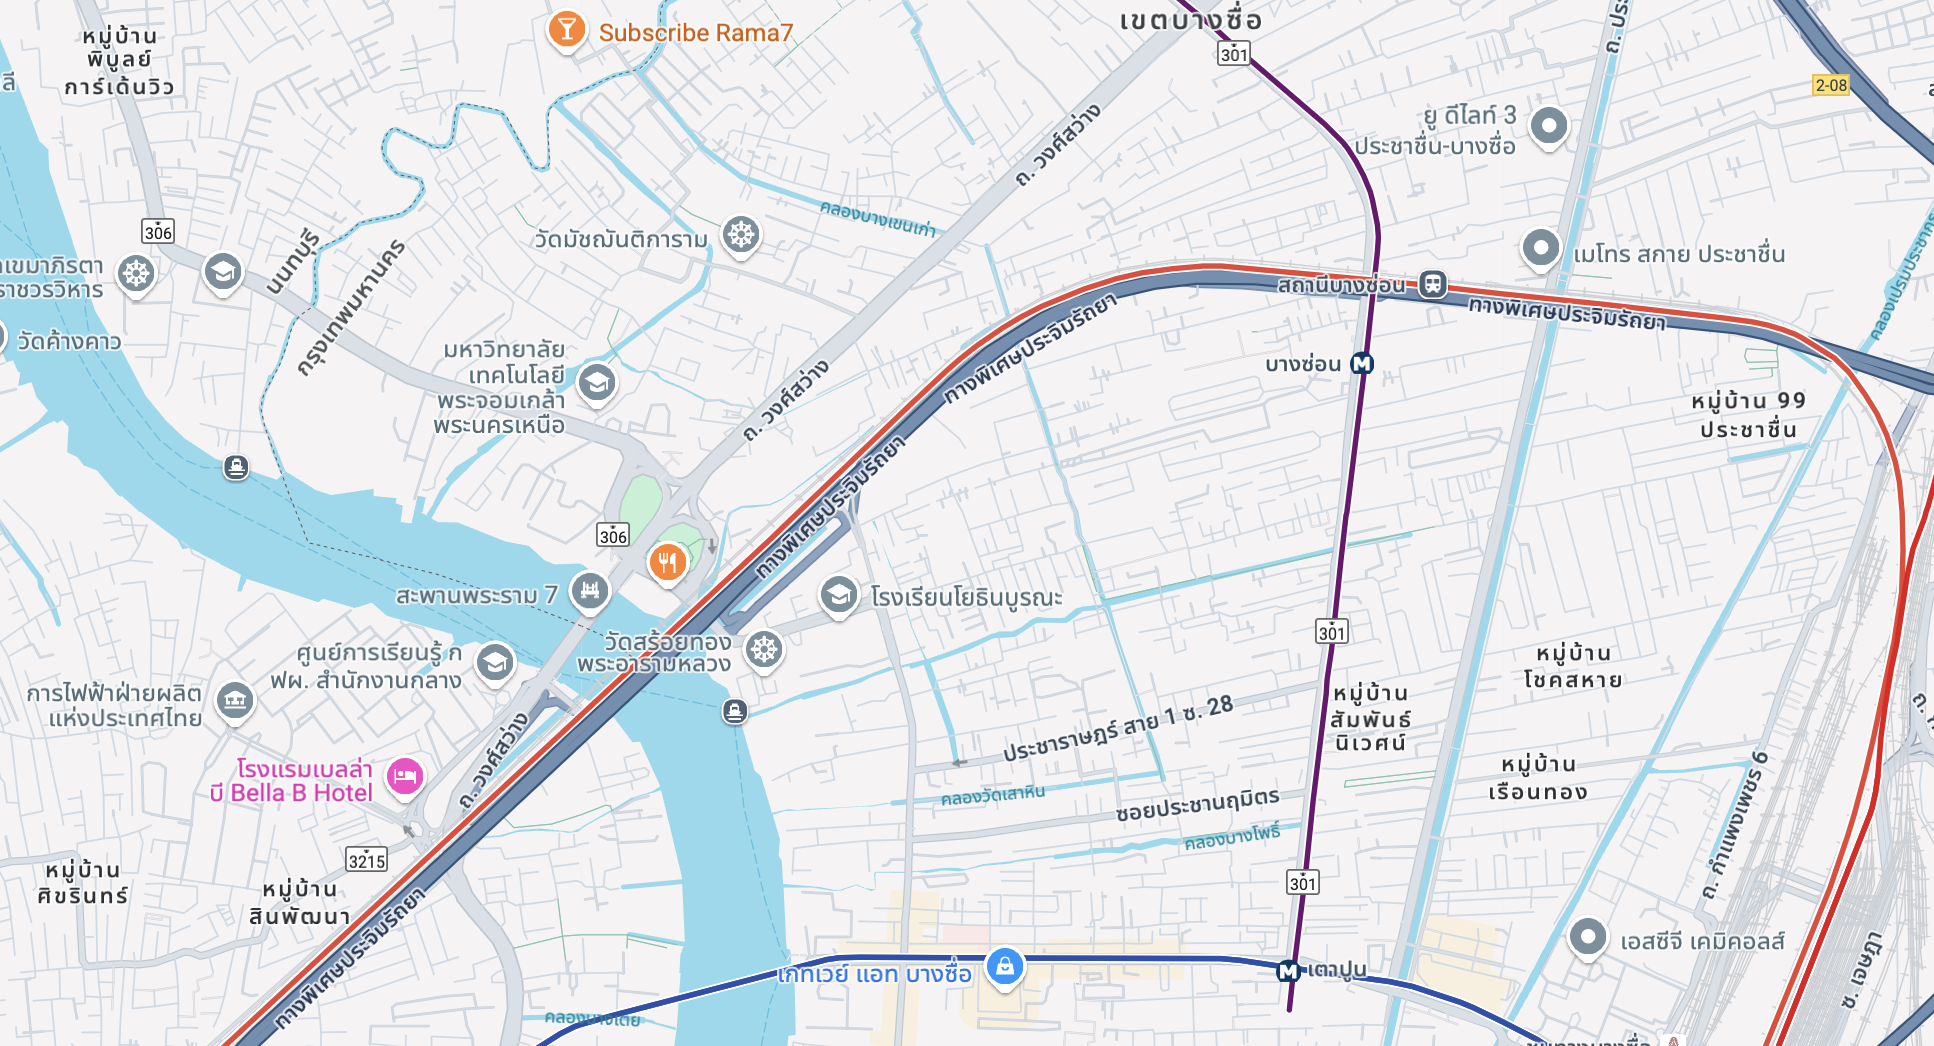 หมู่บ้าน
พิบูลย์
การ์เด้นวิว
Subscribe Rama7
เขตบางซื่อ
301
2-08
ยู ดีไลท์ 3
ประชาชื่น-บางซื่อ
ถ. วงศ์สว่าง
คลองบางเขนเก่า
วัดมัชฌันติการาม
306
นนทบุรี
กรุงเทพมหานคร
วัดค้างคาว
เมโทร สกาย ประชาชื่น
สถานีบางซ่อน
ทางพิเศษประจิมรัถยา
ทางพิเศษประจิมรัถยา
บางซ่อน
มหาวิทยาลัย
เทคโนโลยี
พระจอมเกล้า
พระนครเหนือ
ถ. วงศ์สว่าง
หมู่บ้าน 99
ประชาชื่น
ทางพิเศษประจิมรัถยา
306
สะพานพระราม 7
โรงเรียนโยธินบูรณะ
วัดสร้อยทอง
พระอารามหลวง
301
ศูนย์การเรียนรู้ ก
ฟผ. สำนักงานกลาง
การไฟฟ้าฝ่ายผลิต
แห่งประเทศไทย
หมู่บ้าน
โชคสหาย
หมู่บ้าน
สัมพันธ์
นิเวศน์
ประชาราษฎร์ สาย 1 ซ. 28
ถ. วงศ์สว่าง
โรงแรมเบลล่า
บี Bella B Hotel
คลองวัดเสาหิน
ซอยประชานฤมิตร
คลองบางโพธิ์
หมู่บ้าน
เรือนทอง
ถ. กำแพงเพชร 6
3215
หมู่บ้าน
ศิขรินทร์
หมู่บ้าน
สินพัฒนา
301
ทางพิเศษประจิมรัถยา
เกทเวย์ แอท บางซื่อ
เตาปูน
เอสซีจี เคมิคอลส์
ซ. เจษฎา
คลองบางเตย